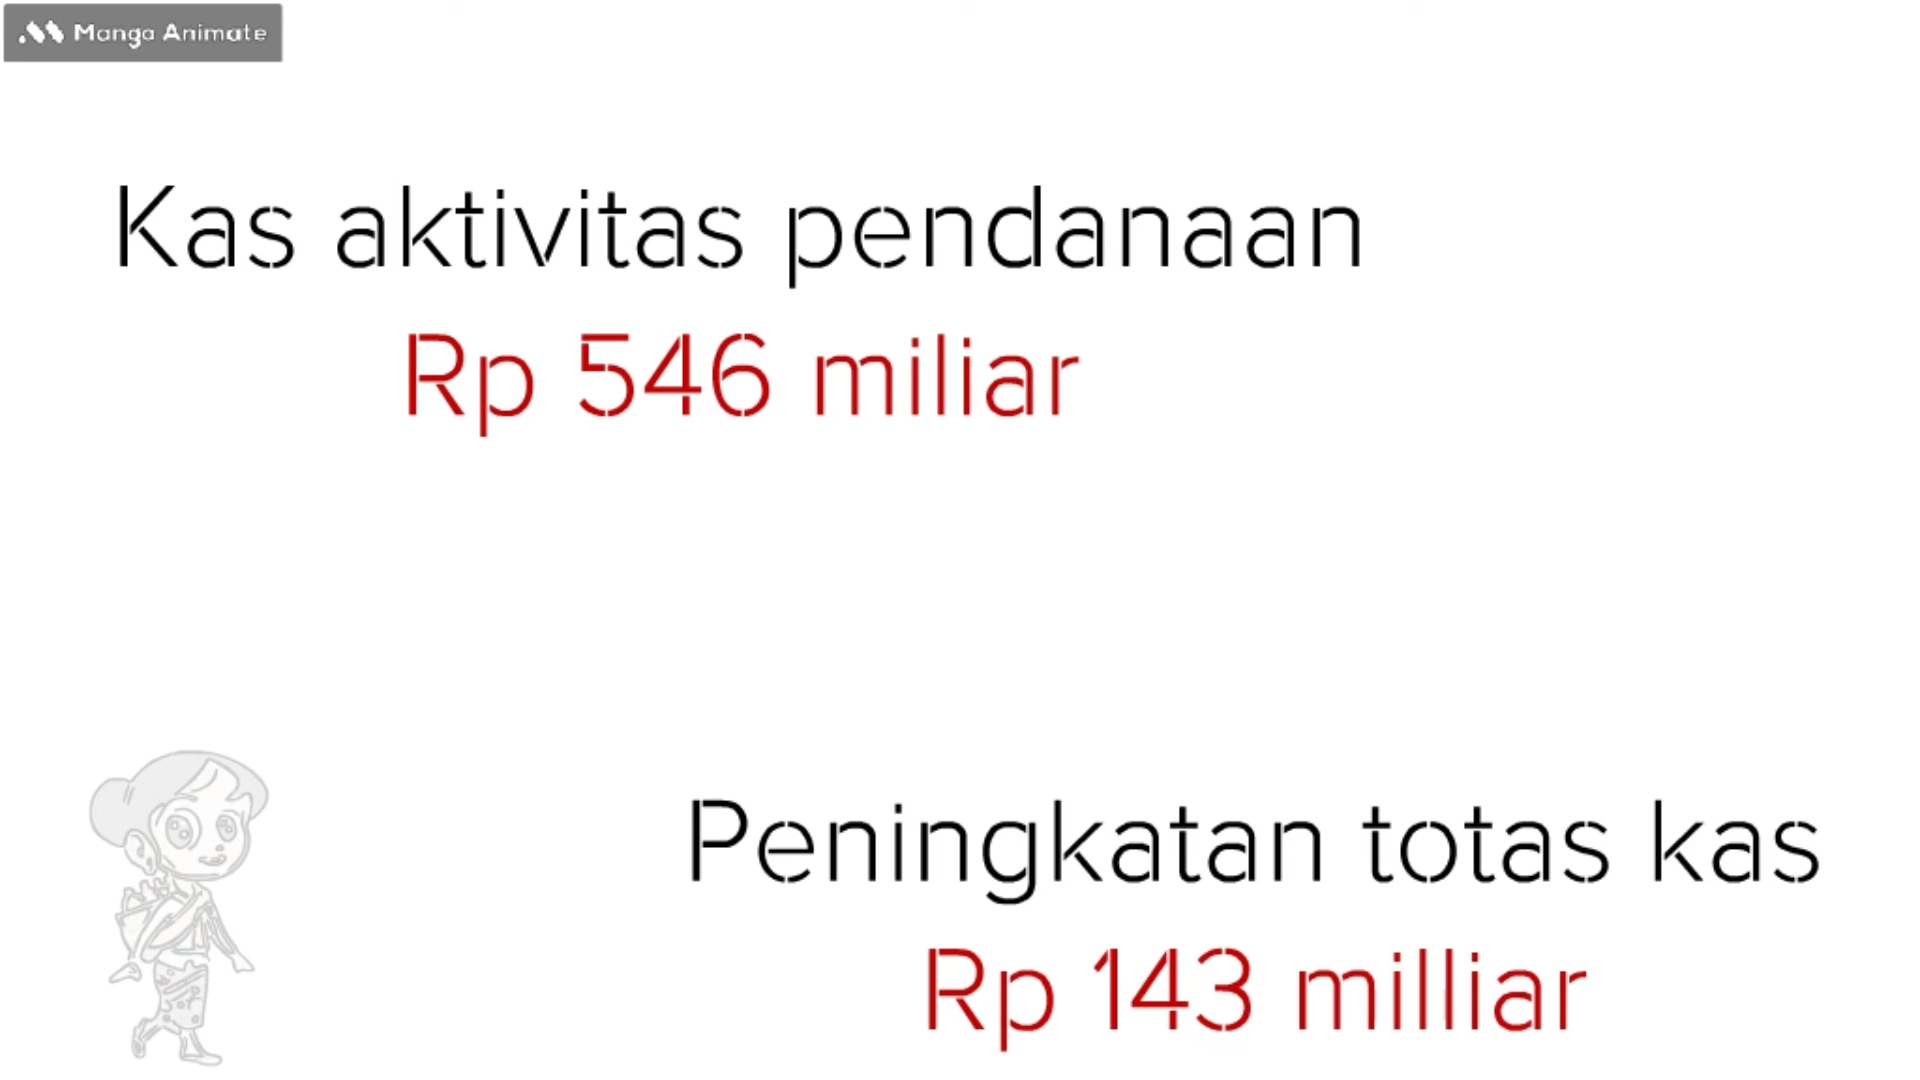 Manga Animate
Kas aktivitas pendanaan
Rp 546 miliar
Peningkatan totas kas
Rp 143 milliar